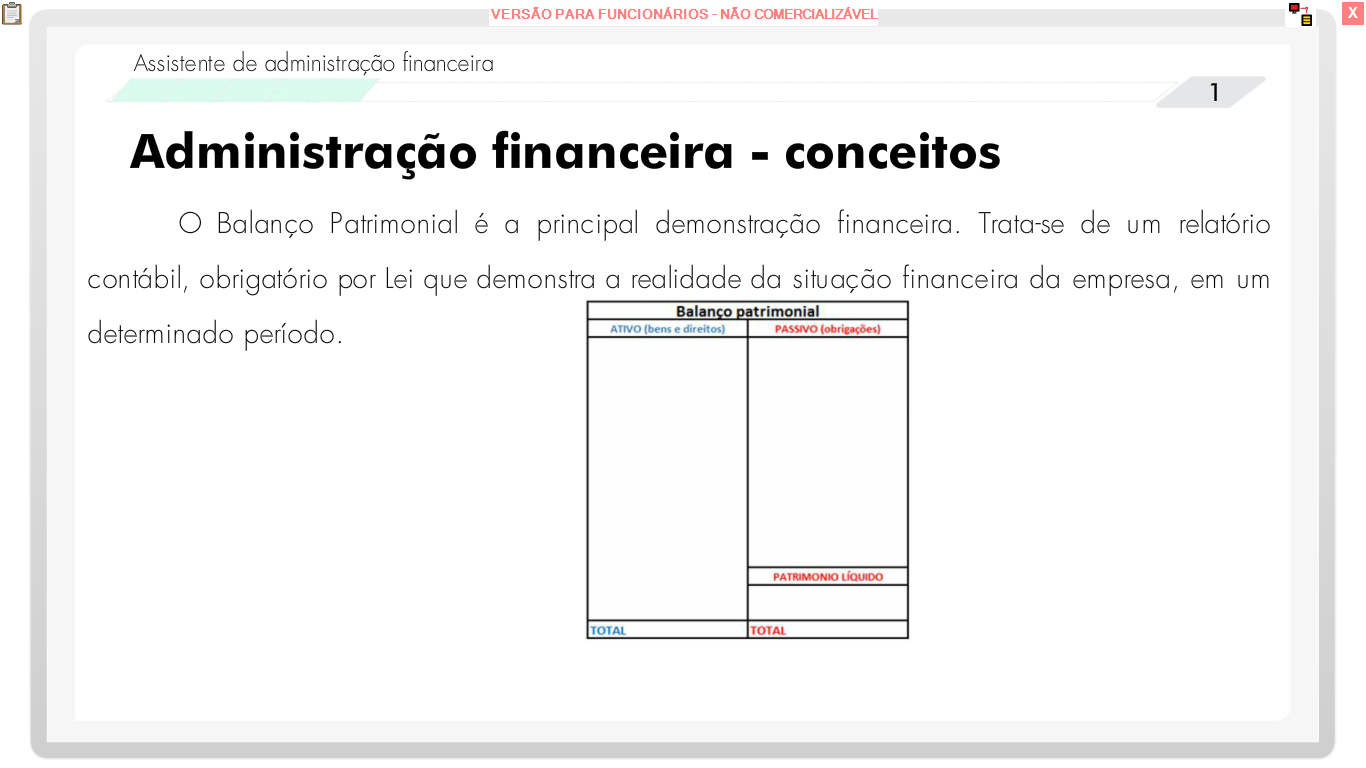 VERSÃO PARA FUNCIONÁRIOS - NÃO COMERCIALIZÁVEL
X
Assistente de administração financeira
1
Administração financeira - conceitos
O Balanço Patrimonial é a principal demonstração financeira. Trata-se de um relatório
contábil, obrigatório por Lei que demonstra a realidade da situação financeira da empresa, em um
determinado período.
Balanço patrimonial
ATIVO (bens e direitos) PASSIVO (obrigações)
PATRIMONIO LÍQUIDO
TOTAL TOTAL